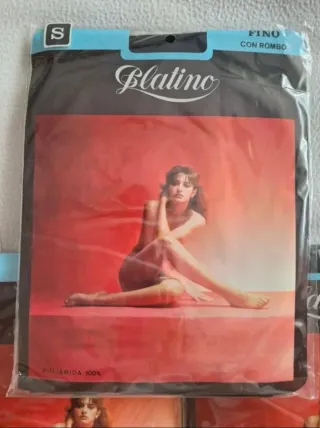 S
FINO
CON ROMBO
Platino
POLIAMIDA 100%